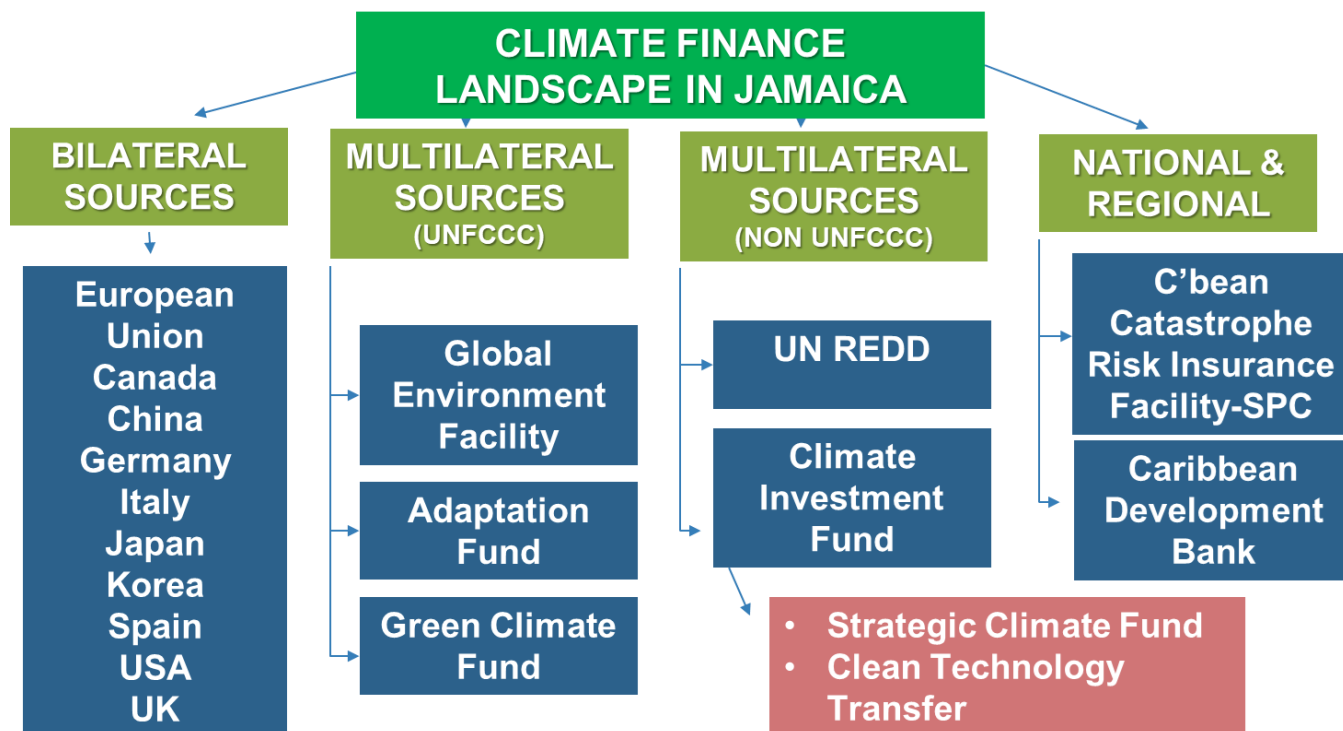 CLIMATE FINANCE
LANDSCAPE IN JAMAICA
BILATERAL
SOURCES
European
Union
Canada
China
Germany
Italy
Japan
Korea
Spain
USA
UK
MULTILATERAL
SOURCES
(UNFCCC)
Global
Environment
Facility
Adaptation
Fund
Green Climate
Fund
MULTILATERAL
SOURCES
(NON UNFCCC)
UN REDD
Climate
Investment
Fund
• Strategic Climate Fund
• Clean Technology
Transfer
NATIONAL &
REGIONAL
C’bean
Catastrophe
Risk Insurance
Facility-SPC
Caribbean
Development
Bank